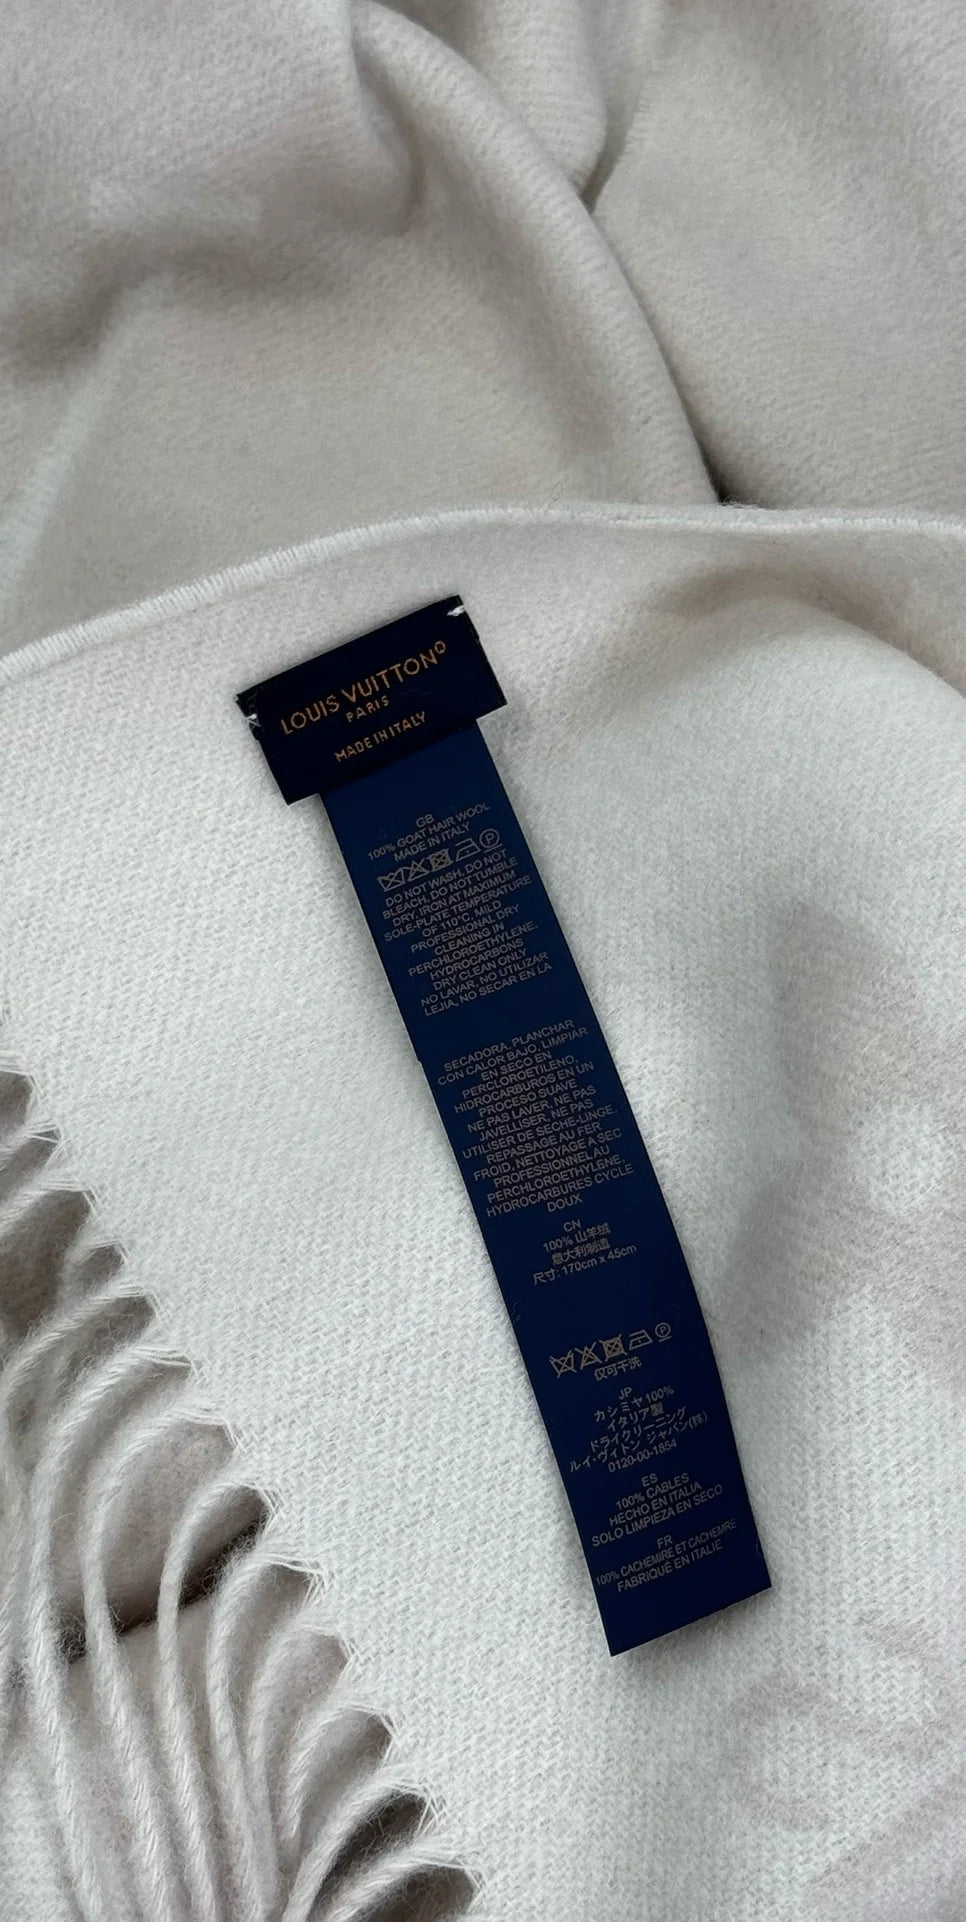 LOUIS VUITTON
PARIS
MADE IN ITALY
GB
100% GOAT HAIR WOOL
MADE IN ITALY
DO NOT WASH, DO NOT
BLEACH, DO NOT TUMBLE
DRY, IRON AT MAXIMUM
SOLE-PLATE TEMPERATURE
OF 110°C, MILD
PROFESSIONAL DRY
CLEANING IN
PERCHLOROETHYLENE,
HYDROCARBONS
DRY CLEAN ONLY
NO LAVAR, NO UTILIZAR
LEJIA, NO SECAR EN LA
SECADORA, PLANCHAR
CON CALOR BAJO, LIMPIAR
EN SECO EN
PERCLOROETILENO,
HIDROCARBUROS EN UN
PROCESO SUAVE
NE PAS LAVER, NE PAS
JAVELLISER, NE PAS
UTILISER DE SECHE-LINGE,
REPASSAGE AU FER
FROID, NETTOYAGE A SEC
PROFESSIONNEL AU
PERCHLOROETHYLENE,
HYDROCARBURES CYCLE
DOUX
CN
100% 山羊绒
意大利制造
尺寸: 170cm x 45cm
仅可干洗
JP
カシミヤ 100%
イタリア製
ドライクリーニング
ルイ・ヴィトン ジャパン(株)
0120-00-1854
ES
100% CABLES
HECHO EN ITALIA
SOLO LIMPIEZA EN SECO
FR
100% CACHEMIRE ET CACHEMRE
FABRIQUÉ EN ITALIE